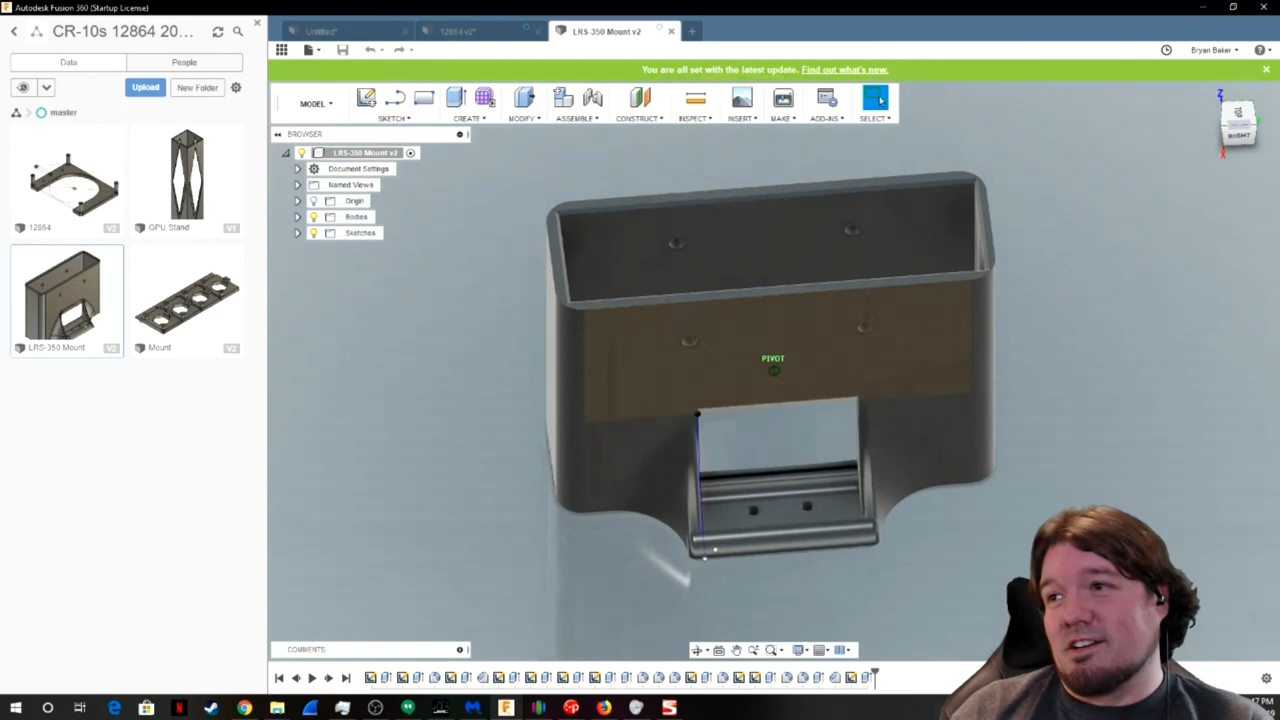 Autodesk Fusion 360 (Startup License)
CR-10s 12864 20...
Data
People
Upload
New Folder
master
12864
V2
GPU Stand
V1
LRS-350 Mount
V2
Mount
V2
Untitled*
12864 v2*
LRS-350 Mount v2
Bryan Baker
You are all set with the latest update. Find out what's new.
MODEL
SKETCH
CREATE
MODIFY
ASSEMBLE
CONSTRUCT
INSPECT
INSERT
MAKE
ADD-INS
SELECT
BROWSER
LRS-350 Mount v2
Document Settings
Named Views
Origin
Bodies
Sketches
Z
RIGHT
X
PIVOT
COMMENTS